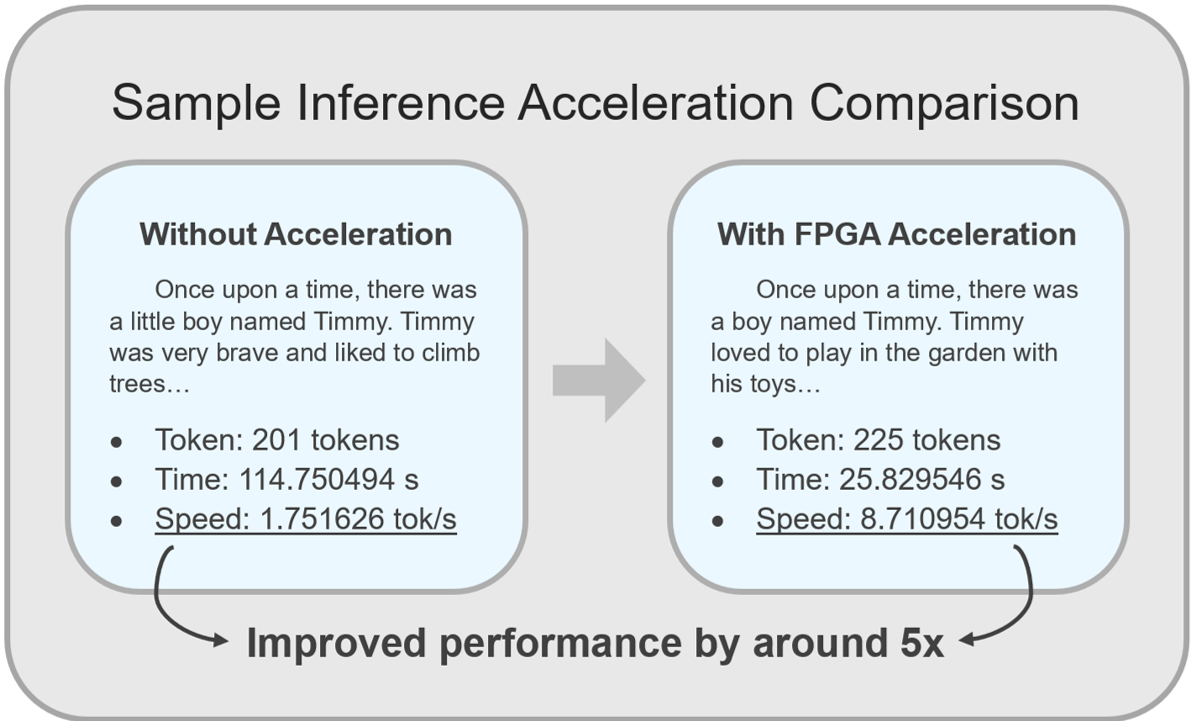 Sample Inference Acceleration Comparison
Without Acceleration
Once upon a time, there was
a little boy named Timmy. Timmy
was very brave and liked to climb
trees…
• Token: 201 tokens
• Time: 114.750494 s
• Speed: 1.751626 tok/s
With FPGA Acceleration
Once upon a time, there was
a boy named Timmy. Timmy
loved to play in the garden with
his toys…
• Token: 225 tokens
• Time: 25.829546 s
• Speed: 8.710954 tok/s
Improved performance by around 5x